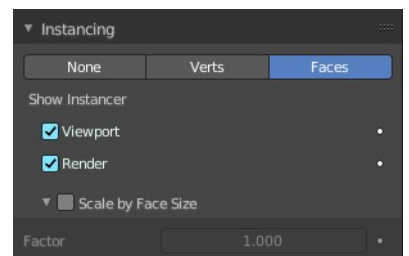 Instancing
None Verts Faces
Show Instancer
Viewport
Render
Scale by Face Size
Factor 1.000